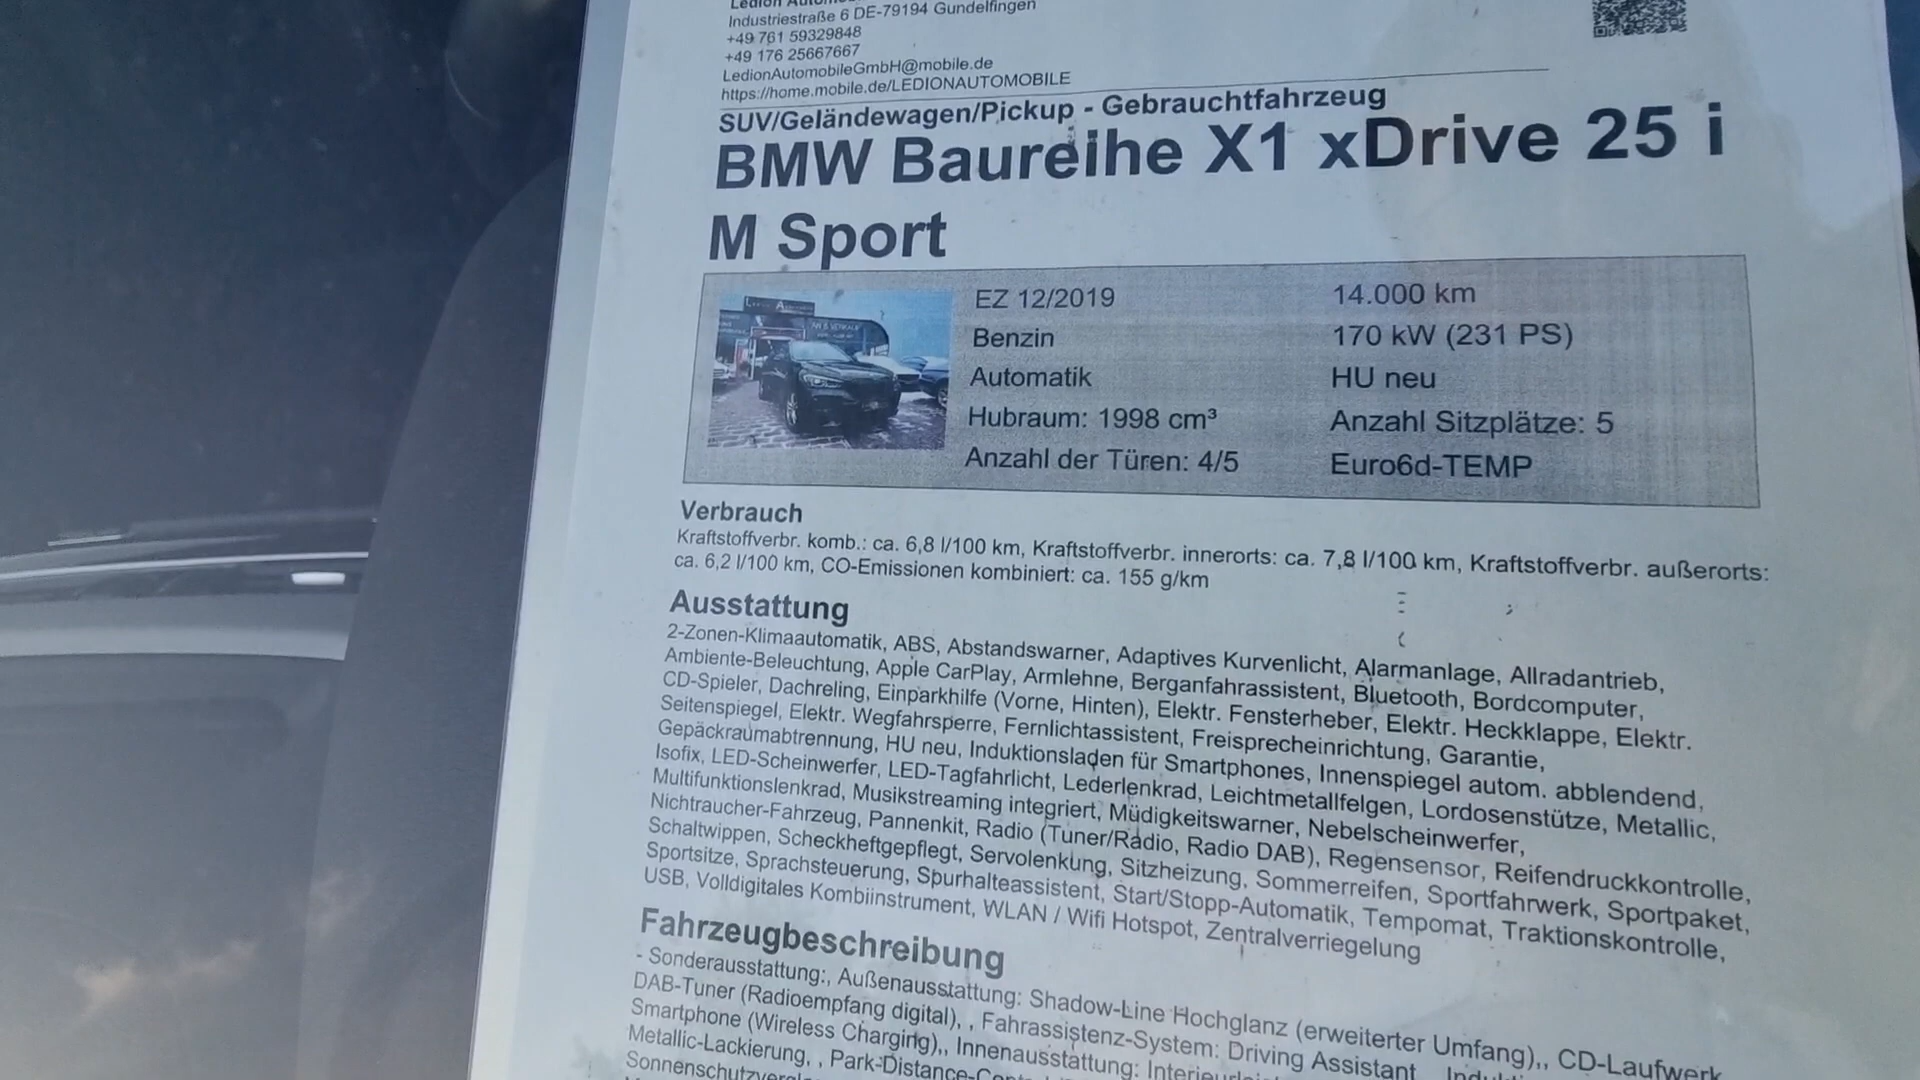 Ledion Automobile
Industriestraße 6 DE-79194 Gundelfingen
+49 761 59329848
+49 176 25667667
LedionAutomobileGmbH@mobile.de
https://home.mobile.de/LEDIONAUTOMOBILE
SUV/Geländewagen/Pickup - Gebrauchtfahrzeug
BMW Baureihe X1 xDrive 25 i
M Sport
EZ 12/2019 14.000 km
Benzin 170 kW (231 PS)
Automatik HU neu
Hubraum: 1998 cm³ Anzahl Sitzplätze: 5
Anzahl der Türen: 4/5 Euro6d-TEMP
Verbrauch
Kraftstoffverbr. komb.: ca. 6,8 l/100 km, Kraftstoffverbr. innerorts: ca. 7,8 l/100 km, Kraftstoffverbr. außerorts:
ca. 6,2 l/100 km, CO-Emissionen kombiniert: ca. 155 g/km
Ausstattung
2-Zonen-Klimaautomatik, ABS, Abstandswarner, Adaptives Kurvenlicht, Alarmanlage, Allradantrieb,
Ambiente-Beleuchtung, Apple CarPlay, Armlehne, Berganfahrassistent, Bluetooth, Bordcomputer,
CD-Spieler, Dachreling, Einparkhilfe (Vorne, Hinten), Elektr. Fensterheber, Elektr. Heckklappe, Elektr.
Seitenspiegel, Elektr. Wegfahrsperre, Fernlichtassistent, Freisprecheinrichtung, Garantie,
Gepäckraumabtrennung, HU neu, Induktionsladen für Smartphones, Innenspiegel autom. abblendend,
Isofix, LED-Scheinwerfer, LED-Tagfahrlicht, Lederlenkrad, Leichtmetallfelgen, Lordosenstütze, Metallic,
Multifunktionslenkrad, Musikstreaming integriert, Müdigkeitswarner, Nebelscheinwerfer,
Nichtraucher-Fahrzeug, Pannenkit, Radio (Tuner/Radio, Radio DAB), Regensensor, Reifendruckkontrolle,
Schaltwippen, Scheckheftgepflegt, Servolenkung, Sitzheizung, Sommerreifen, Sportfahrwerk, Sportpaket,
Sportsitze, Sprachsteuerung, Spurhalteassistent, Start/Stopp-Automatik, Tempomat, Traktionskontrolle,
USB, Volldigitales Kombiinstrument, WLAN / Wifi Hotspot, Zentralverriegelung
Fahrzeugbeschreibung
- Sonderausstattung:, Außenausstattung: Shadow-Line Hochglanz (erweiterter Umfang),, CD-Laufwerk
DAB-Tuner (Radioempfang digital), , Fahrassistenz-System: Driving Assistant
Smartphone (Wireless Charging),, Innenausstattung:
Metallic-Lackierung, , Park-Distance-